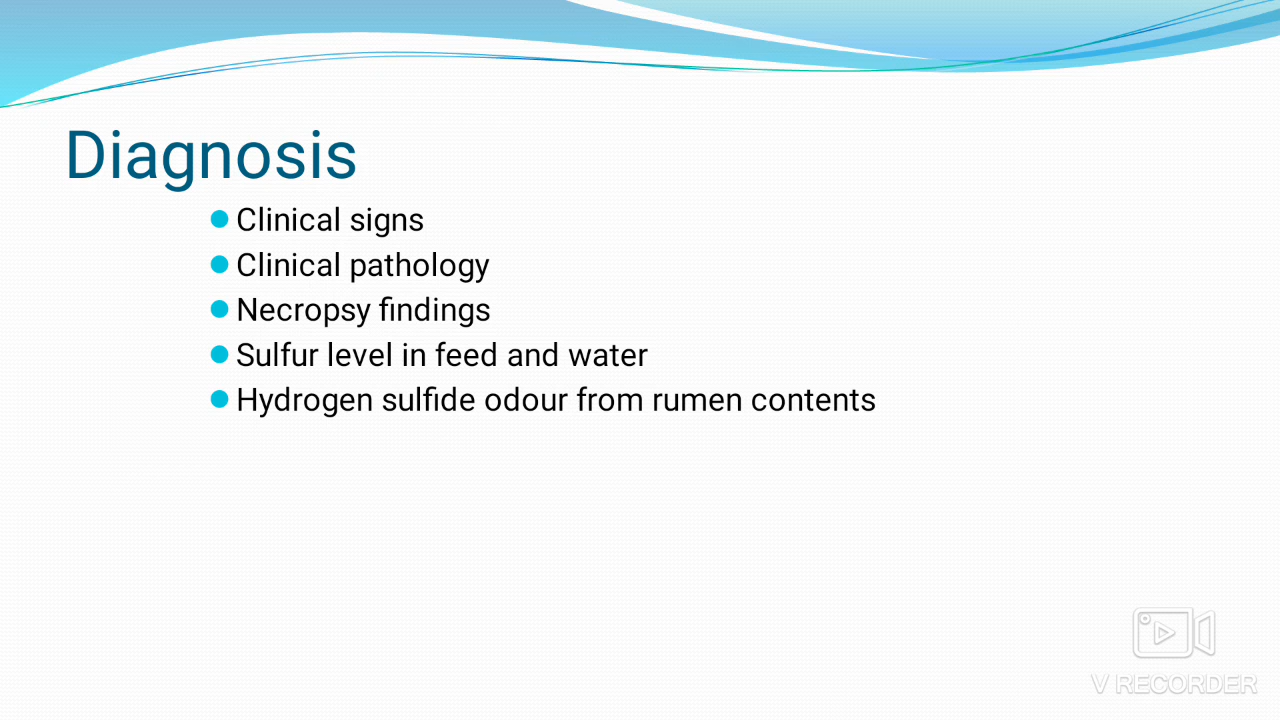 Diagnosis
Clinical signs
Clinical pathology
Necropsy findings
Sulfur level in feed and water
Hydrogen sulfide odour from rumen contents
V RECORDER